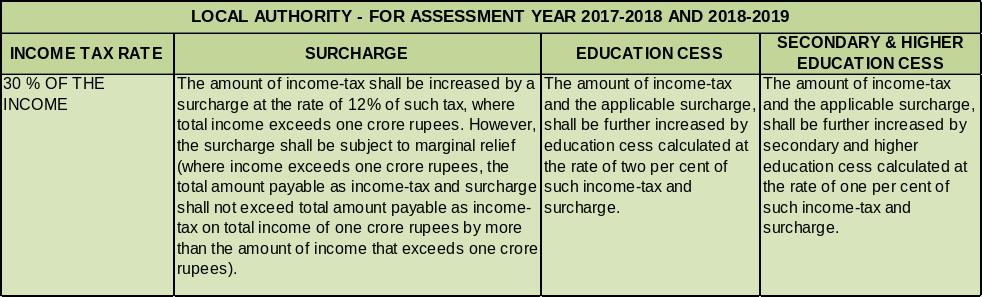 LOCAL AUTHORITY - FOR ASSESSMENT YEAR 2017-2018 AND 2018-2019
INCOME TAX RATE
SURCHARGE
EDUCATION CESS
SECONDARY & HIGHER
EDUCATION CESS
30 % OF THE
INCOME
The amount of income-tax shall be increased by a
surcharge at the rate of 12% of such tax, where
total income exceeds one crore rupees. However,
the surcharge shall be subject to marginal relief
(where income exceeds one crore rupees, the
total amount payable as income-tax and surcharge
shall not exceed total amount payable as income-
tax on total income of one crore rupees by more
than the amount of income that exceeds one crore
rupees).
The amount of income-tax
and the applicable surcharge,
shall be further increased by
education cess calculated at
the rate of two per cent of
such income-tax and
surcharge.
The amount of income-tax
and the applicable surcharge,
shall be further increased by
secondary and higher
education cess calculated at
the rate of one per cent of
such income-tax and
surcharge.